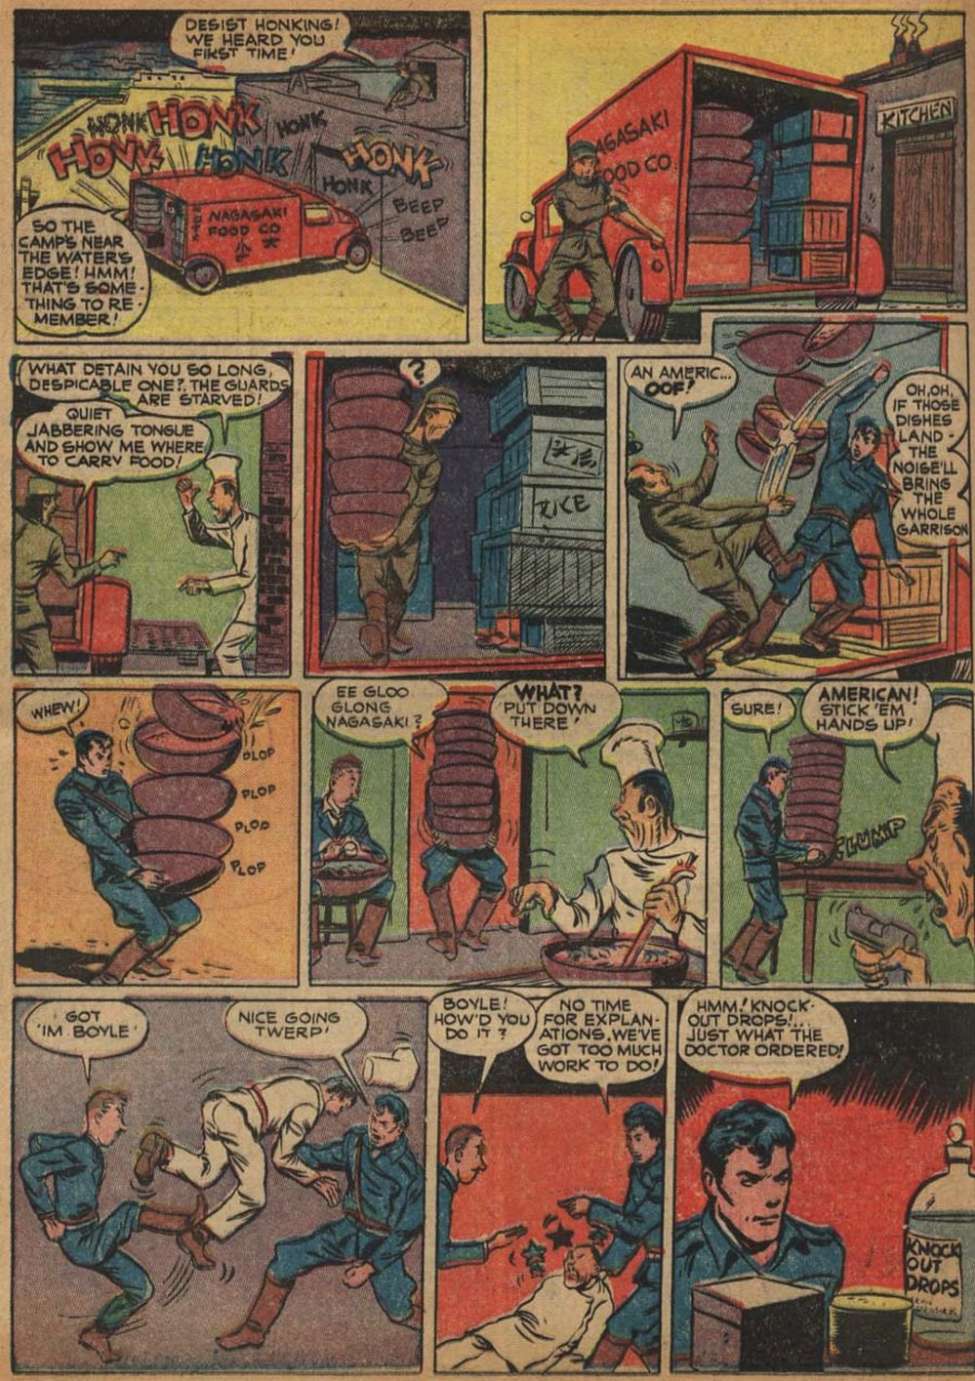 DESIST HONKING!
WE HEARD YOU
FIRST TIME!
HONK HONK HONK
HONK HONK HONK
HONK
BEEP
BEEP
NAGASAKI
FOOD CO
SO THE
CAMP'S NEAR
THE WATER'S
EDGE! HMM!
THAT'S SOME-
THING TO RE-
MEMBER!
AGASAKI
OOD CO.
KITCHEN
WHAT DETAIN YOU SO LONG,
DESPICABLE ONE?. THE GUARDS
ARE STARVED!
QUIET
JABBERING TONGUE
AND SHOW ME WHERE
TO CARRY FOOD!
?
RICE
AN AMERIC...
OOF!
OH, OH,
IF THOSE
DISHES
LAND-
THE
NOISE'LL
BRING
THE
WHOLE
GARRISON
WHEW!
PLOP
PLOP
PLOP
PLOP
EE GLOO
GLONG
NAGASAKI?
WHAT?
PUT DOWN
THERE!
SURE!
AMERICAN!
STICK 'EM
HANDS UP!
CLUMP
GOT
'IM BOYLE!
NICE GOING
TWERP!
BOYLE!
HOW'D YOU
DO IT?
NO TIME
FOR EXPLAN-
ATIONS. WE'VE
GOT TOO MUCH
WORK TO DO!
HMM! KNOCK-
OUT DROPS!..
JUST WHAT THE
DOCTOR ORDERED!
KNOCK
OUT
DROPS